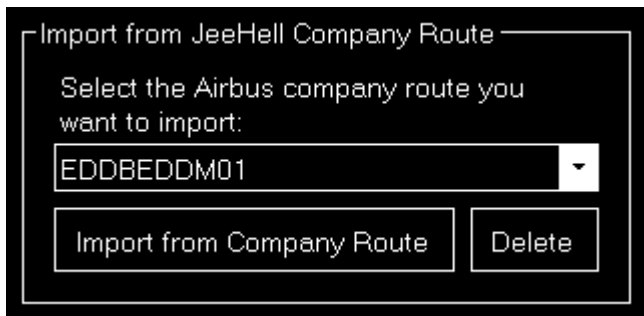 Import from JeeHell Company Route
Select the Airbus company route you
want to import:
EDDBEDDM01
Import from Company Route
Delete